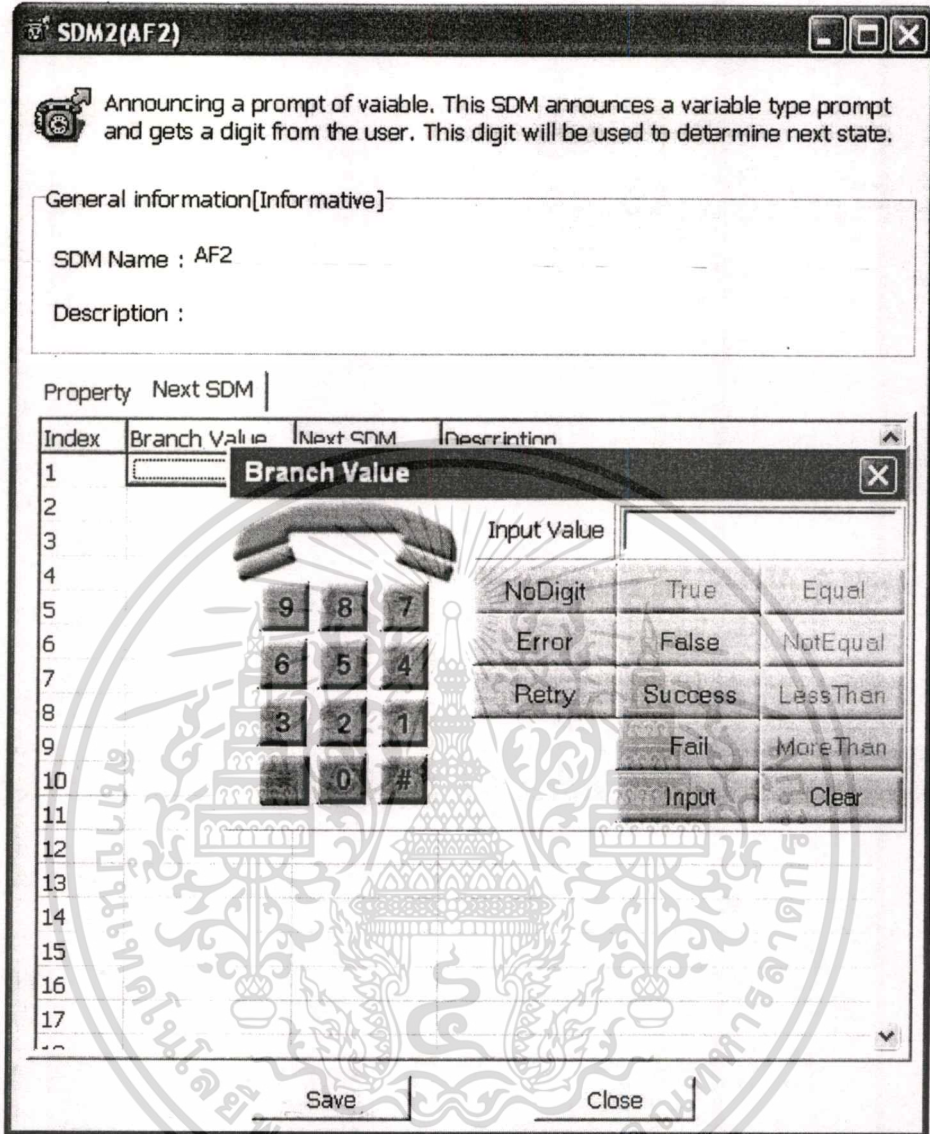 SDM2(AF2)
Announcing a prompt of vaiable. This SDM announces a variable type prompt
and gets a digit from the user. This digit will be used to determine next state.
General information[Informative]
SDM Name : AF2
Description :
Property Next SDM
Index Branch Value Next SDM Description
1
2
3
4
5
6
7
8
9
10
11
12
13
14
15
16
17
Branch Value
Input Value
NoDigit True Equal
Error False NotEqual
Retry Success LessThan
Fail MoreThan
Input Clear
9 8 7
6 5 4
3 2 1
* 0 #
Save Close